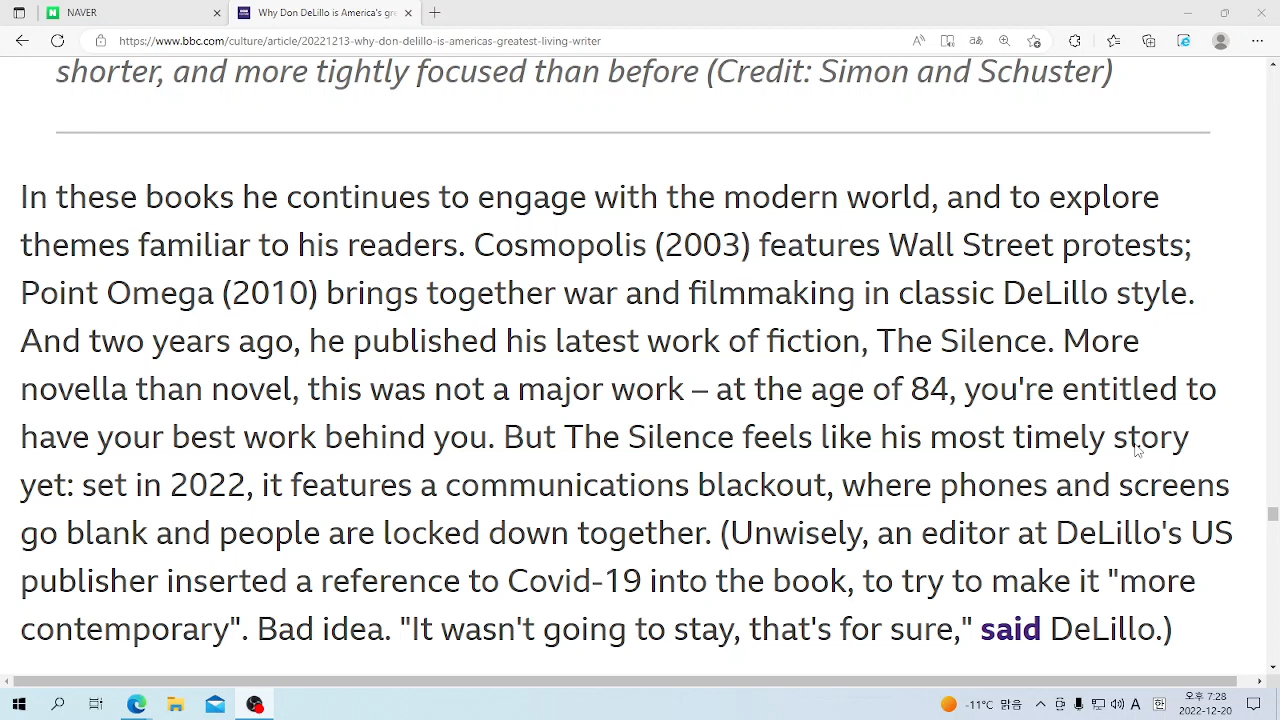 NAVER
Why Don DeLillo is America's gre
https://www.bbc.com/culture/article/20221213-why-don-delillo-is-americas-greatest-living-writer
shorter, and more tightly focused than before (Credit: Simon and Schuster)
In these books he continues to engage with the modern world, and to explore
themes familiar to his readers. Cosmopolis (2003) features Wall Street protests;
Point Omega (2010) brings together war and filmmaking in classic DeLillo style.
And two years ago, he published his latest work of fiction, The Silence. More
novella than novel, this was not a major work – at the age of 84, you're entitled to
have your best work behind you. But The Silence feels like his most timely story
yet: set in 2022, it features a communications blackout, where phones and screens
go blank and people are locked down together. (Unwisely, an editor at DeLillo's US
publisher inserted a reference to Covid-19 into the book, to try to make it "more
contemporary". Bad idea. "It wasn't going to stay, that's for sure," said DeLillo.)
-11°C 맑음
A
오후 7:28
2022-12-20